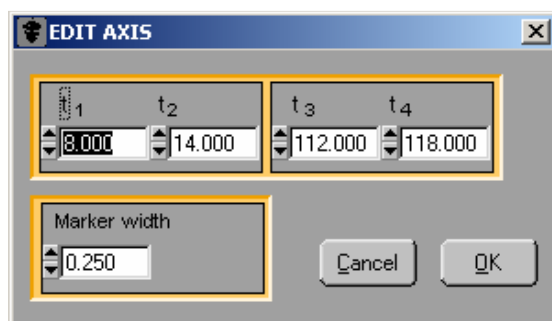 EDIT AXIS
t1 t2 t3 t4
8.000 14.000 112.000 118.000
Marker width
0.250
Cancel OK